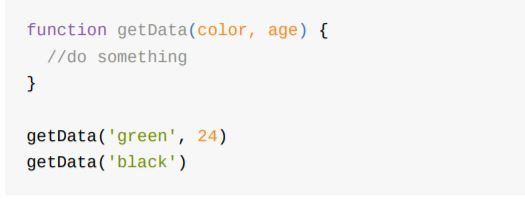 function getData(color, age) {
  //do something
}

getData('green', 24)
getData('black')